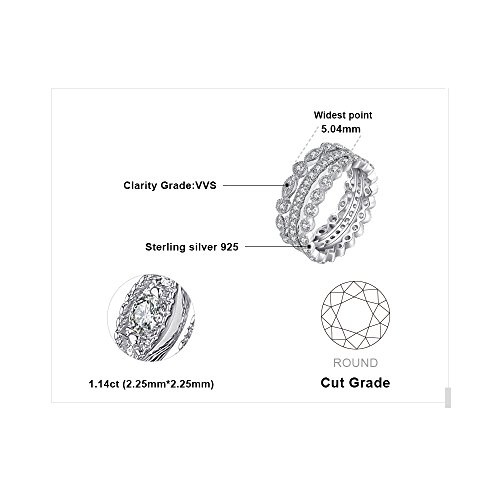 Widest point
5.04mm
Clarity Grade:VVS
Sterling silver 925
1.14ct (2.25mm*2.25mm)
ROUND
Cut Grade